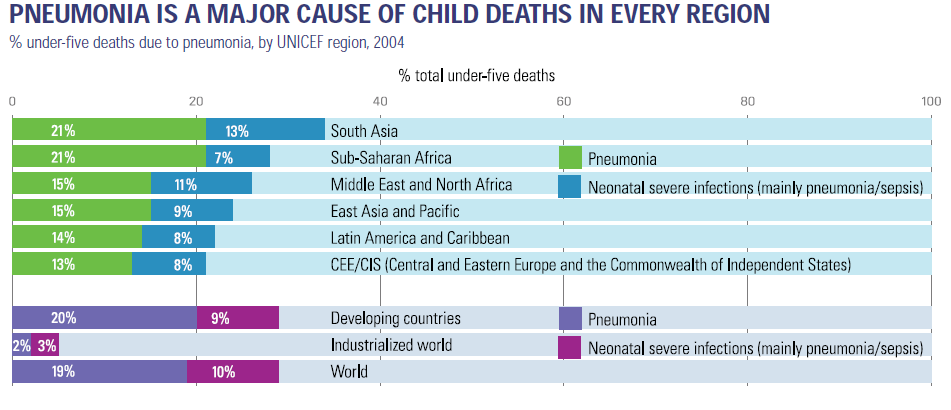 PNEUMONIA IS A MAJOR CAUSE OF CHILD DEATHS IN EVERY REGION
% under-five deaths due to pneumonia, by UNICEF region, 2004
% total under-five deaths
0 20 40 60 80 100
21% 13% South Asia
21% 7% Sub-Saharan Africa Pneumonia
15% 11% Middle East and North Africa Neonatal severe infections (mainly pneumonia/sepsis)
15% 9% East Asia and Pacific
14% 8% Latin America and Caribbean
13% 8% CEE/CIS (Central and Eastern Europe and the Commonwealth of Independent States)
20% 9% Developing countries Pneumonia
2% 3% Industrialized world Neonatal severe infections (mainly pneumonia/sepsis)
19% 10% World